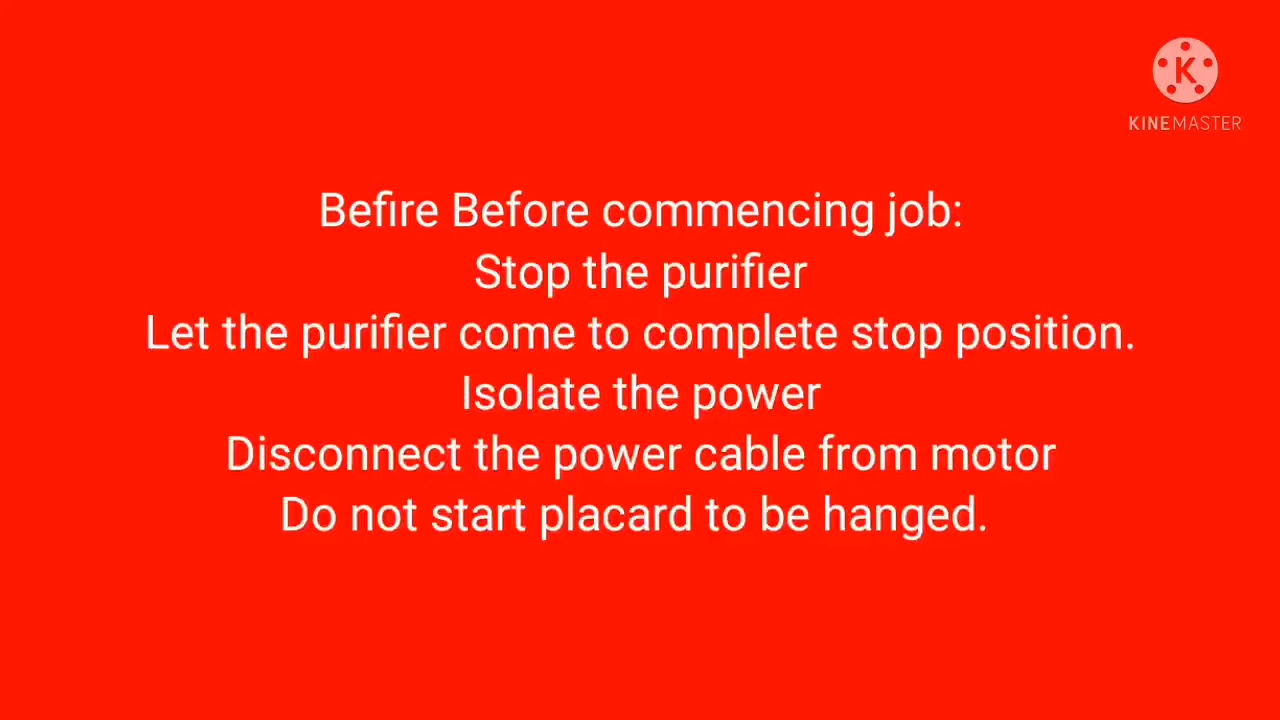 K
KINEMASTER
Befire Before commencing job:
Stop the purifier
Let the purifier come to complete stop position.
Isolate the power
Disconnect the power cable from motor
Do not start placard to be hanged.